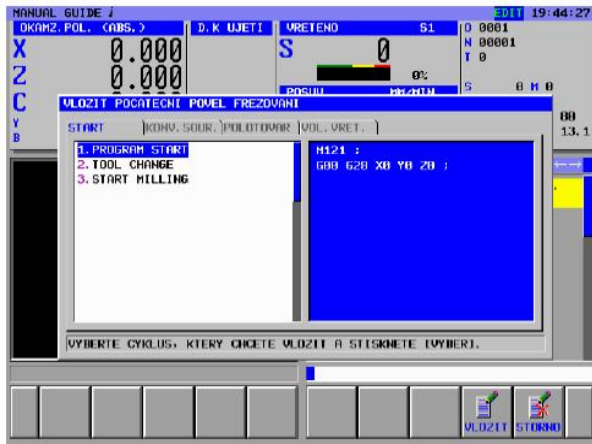 MANUAL GUIDE i EDIT 19:44:27
OKAMZ.POL. (ABS.) D.K UJETI VRETENO S1 O 0001
X 0.000 S 0 N 00001
T 0
Z 0.000 0%
POSUV MM/MIN S 0 M 0
C
VLOZIT POCATECNI POVEL FREZOVANI
Y
B 13.1
START KONV. SOUR. POLOTOVAR VOL. VRET.
1. PROGRAM START M121 ;
2. TOOL CHANGE G00 G28 X0 Y0 Z0 ;
3. START MILLING
VYBERTE CYKLUS, KTERY CHCETE VLOZIT A STISKNETE [VYBER].
VLOZIT STORNO